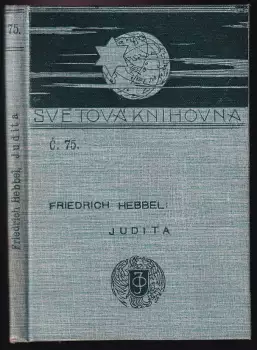 75.
Friedrich Hebbel, Judita
SVĚTOVÁ KNIHOVNA
Č. 75.
FRIEDRICH HEBBEL:
JUDITA